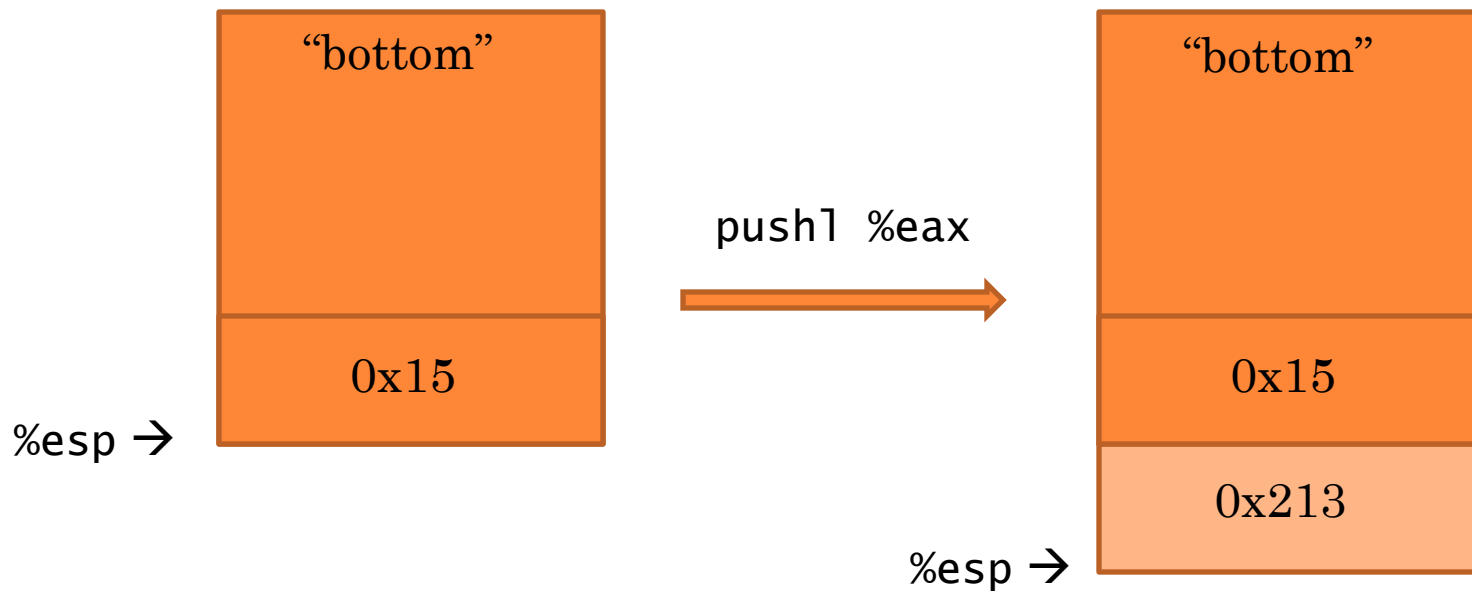 “bottom”
0x15
%esp →
pushl %eax
“bottom”
0x15
0x213
%esp →